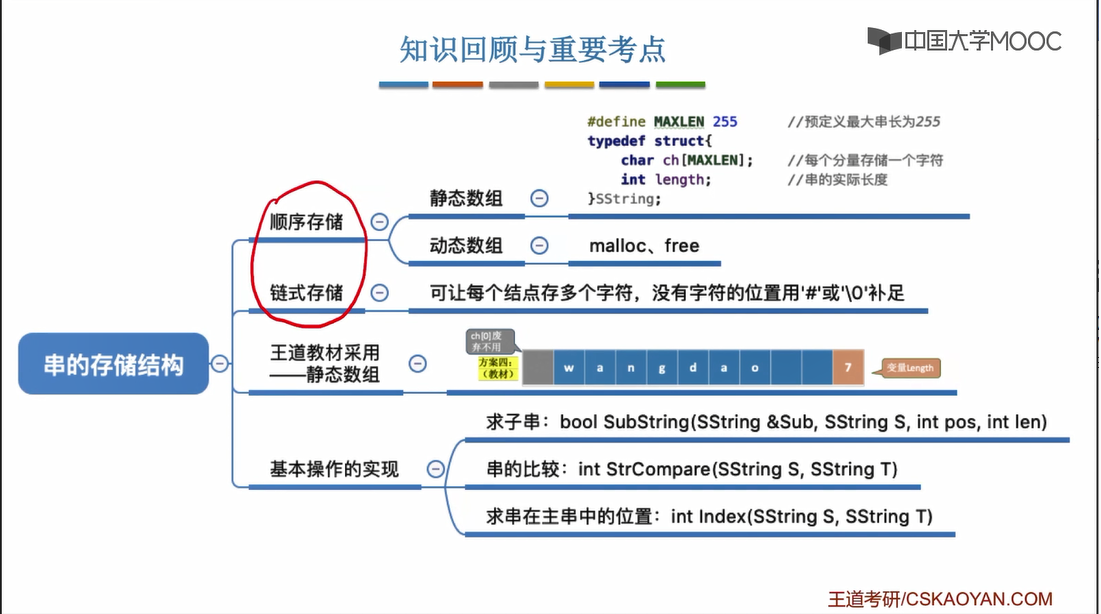 知识回顾与重要考点
中国大学MOOC
#define MAXLEN 255 //预定义最大串长为255
typedef struct{
char ch[MAXLEN]; //每个分量存储一个字符
int length; //串的实际长度
}SString;
静态数组
顺序存储
动态数组
malloc、free
链式存储
可让每个结点存多个字符，没有字符的位置用'#'或'\0'补足
串的存储结构
王道教材采用
——静态数组
ch[0]废
弃不用
方案四：
（教材）
w a n g d a o 7
变量Length
基本操作的实现
求子串：bool SubString(SString &Sub, SString S, int pos, int len)
串的比较：int StrCompare(SString S, SString T)
求串在主串中的位置：int Index(SString S, SString T)
王道考研/CSKAOYAN.COM